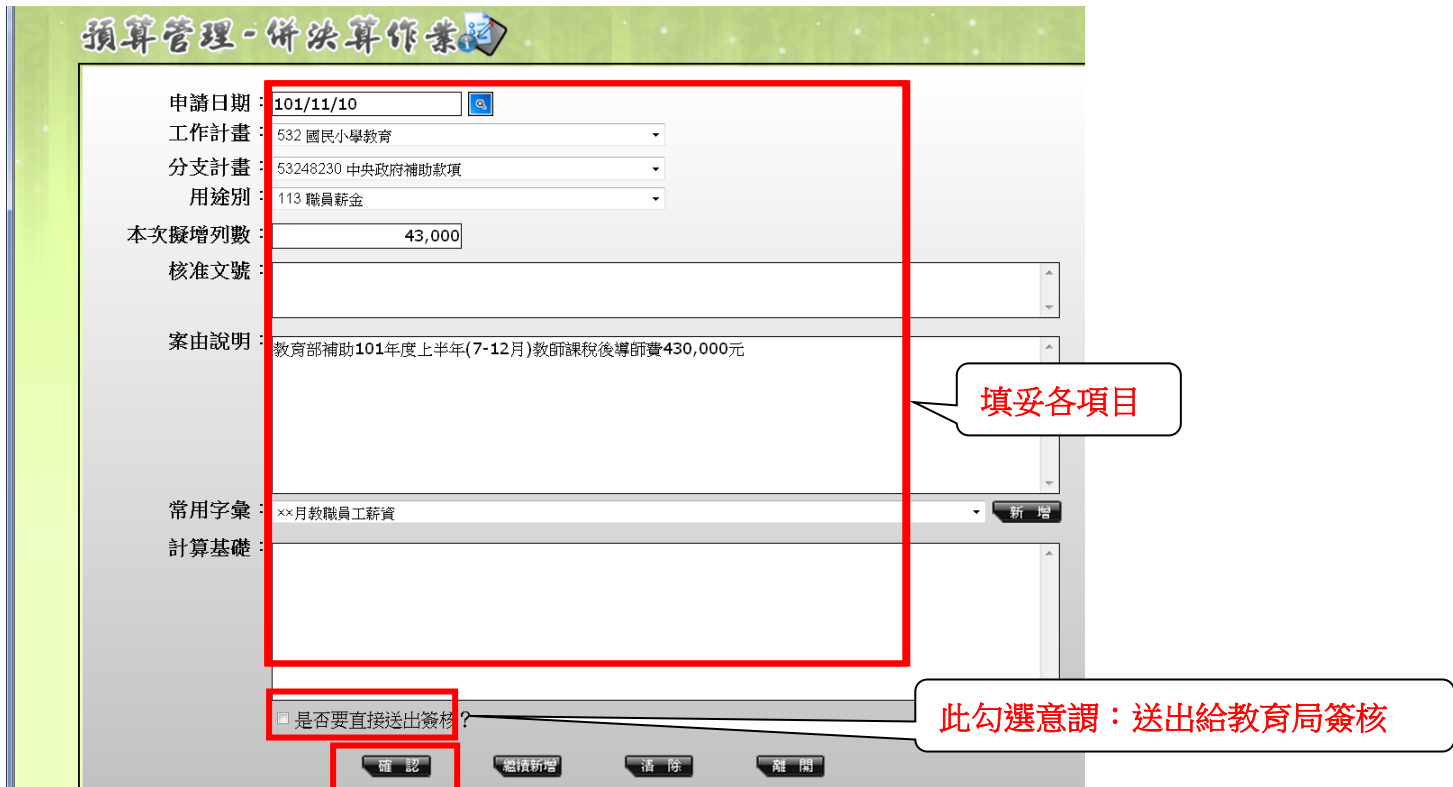 預算管理-併決算作業
申請日期：101/11/10
工作計畫：532 國民小學教育
分支計畫：53248230 中央政府補助款項
用途別：113 職員薪金
本次擬增列數：43,000
核准文號：
案由說明：教育部補助101年度上半年(7-12月)教師課稅後導師費430,000元
填妥各項目
常用字彙：××月教職員工薪資 新 增
計算基礎：
是否要直接送出簽核？
此勾選意謂：送出給教育局簽核
確 認 繼續新增 清 除 離 開